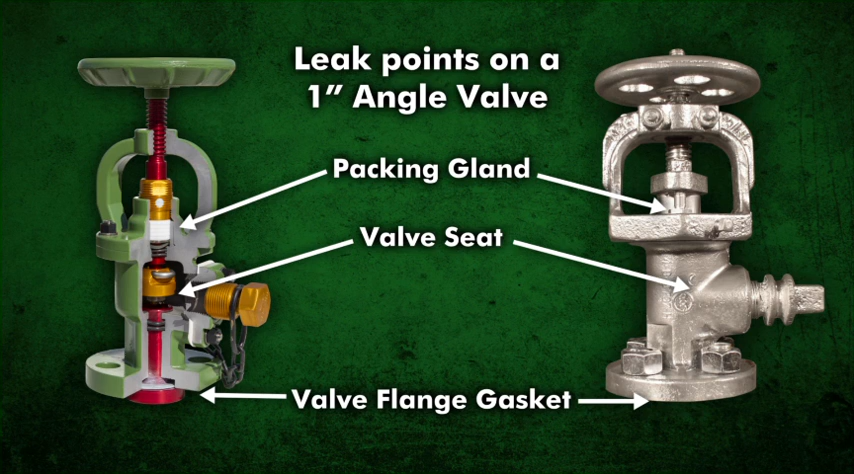 Leak points on a
1” Angle Valve
Packing Gland
Valve Seat
Valve Flange Gasket